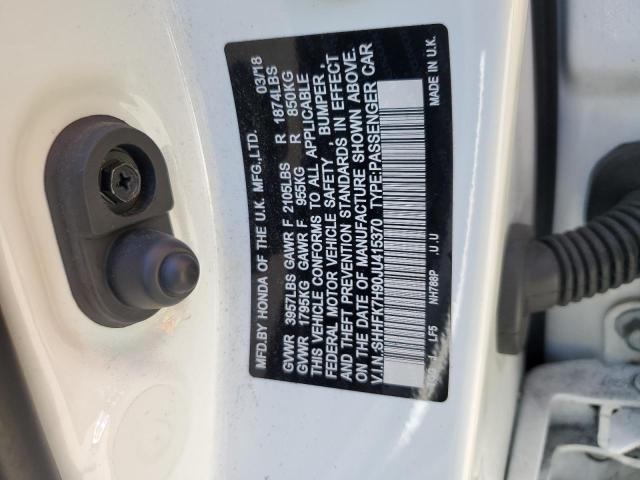 MFD.BY HONDA OF THE U.K. MFG.,LTD. 03/18
GVWR 3957LBS GAWR F 2105LBS R 1874LBS
GVWR 1795KG GAWR F. 955KG R 850KG
THIS VEHICLE CONFORMS TO ALL APPLICABLE
FEDERAL MOTOR VEHICLE SAFETY, BUMPER,
AND THEFT PREVENTION STANDARDS IN EFFECT
ON THE DATE OF MANUFACTURE SHOWN ABOVE.
V.I.N.:SHHFK7H90JU415370 TYPE:PASSENGER CAR
MADE IN U.K.
LF5 NH788P .U.U